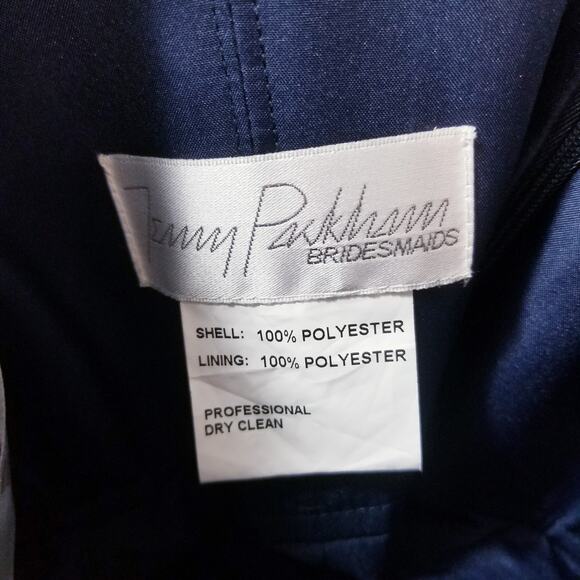 Jenny Packham
BRIDESMAIDS
SHELL: 100% POLYESTER
LINING: 100% POLYESTER
PROFESSIONAL
DRY CLEAN